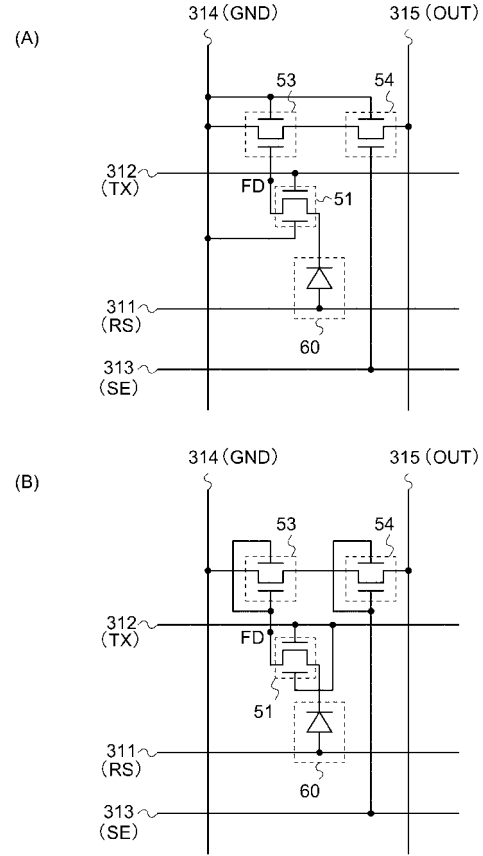 314 (GND)
315 (OUT)
(A)
53
54
312
(TX)
FD
51
311
(RS)
60
313
(SE)
314 (GND)
315 (OUT)
(B)
53
54
312
(TX)
FD
51
311
(RS)
60
313
(SE)